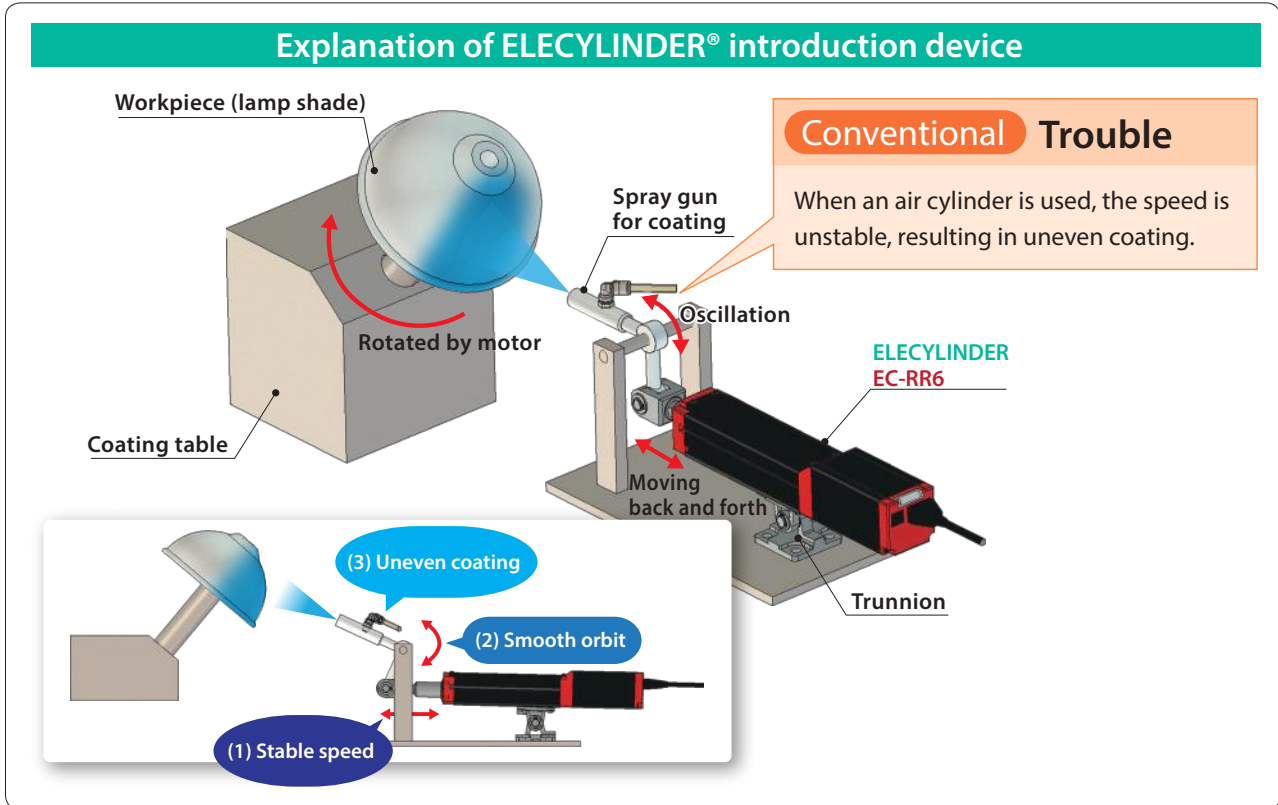 Explanation of ELECYLINDER® introduction device
Workpiece (lamp shade)
Conventional Trouble
When an air cylinder is used, the speed is
unstable, resulting in uneven coating.
Spray gun
for coating
Oscillation
Rotated by motor
ELECYLINDER
EC-RR6
Coating table
Moving
back and forth
Trunnion
(3) Uneven coating
(2) Smooth orbit
(1) Stable speed